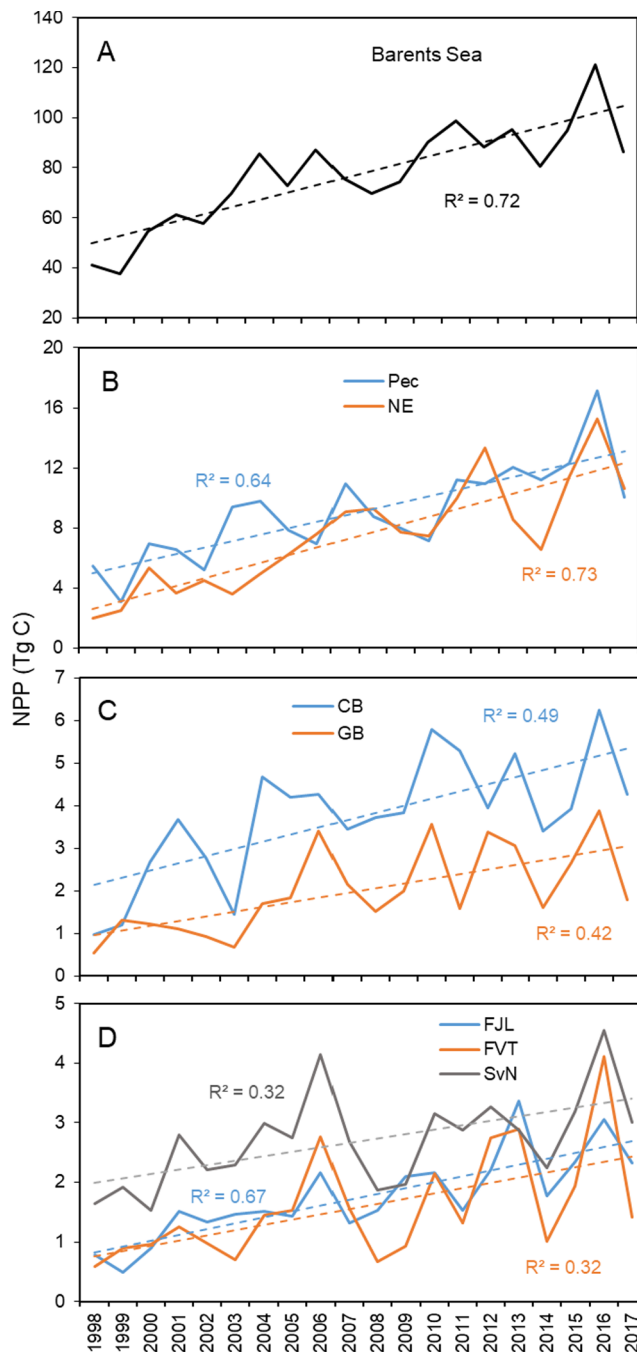 NPP (Tg C)
A
Barents Sea
140
120
100
80
60
40
20
R² = 0.72
B
Pec
NE
20
16
12
8
4
0
R² = 0.64
R² = 0.73
C
CB
GB
7
6
5
4
3
2
1
0
R² = 0.49
R² = 0.42
D
FJL
FVT
SvN
5
4
3
2
1
0
R² = 0.32
R² = 0.67
R² = 0.32
1998
1999
2000
2001
2002
2003
2004
2005
2006
2007
2008
2009
2010
2011
2012
2013
2014
2015
2016
2017